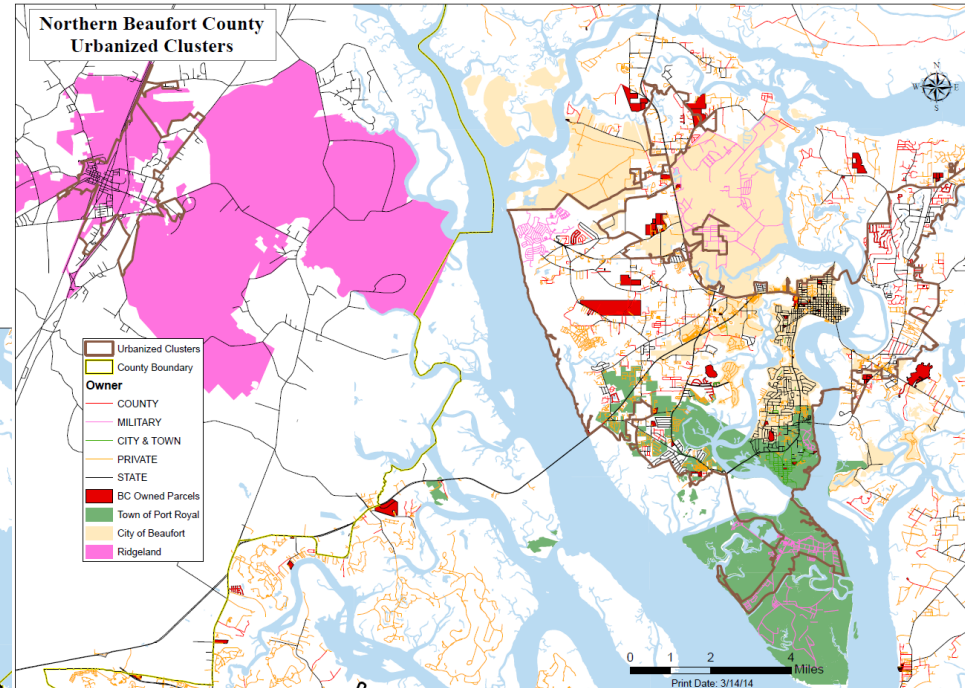 Northern Beaufort County
Urbanized Clusters
N
W E
S
Urbanized Clusters
County Boundary
Owner
COUNTY
MILITARY
CITY & TOWN
PRIVATE
STATE
BC Owned Parcels
Town of Port Royal
City of Beaufort
Ridgeland
0 1 2 4
Miles
Print Date: 3/14/14